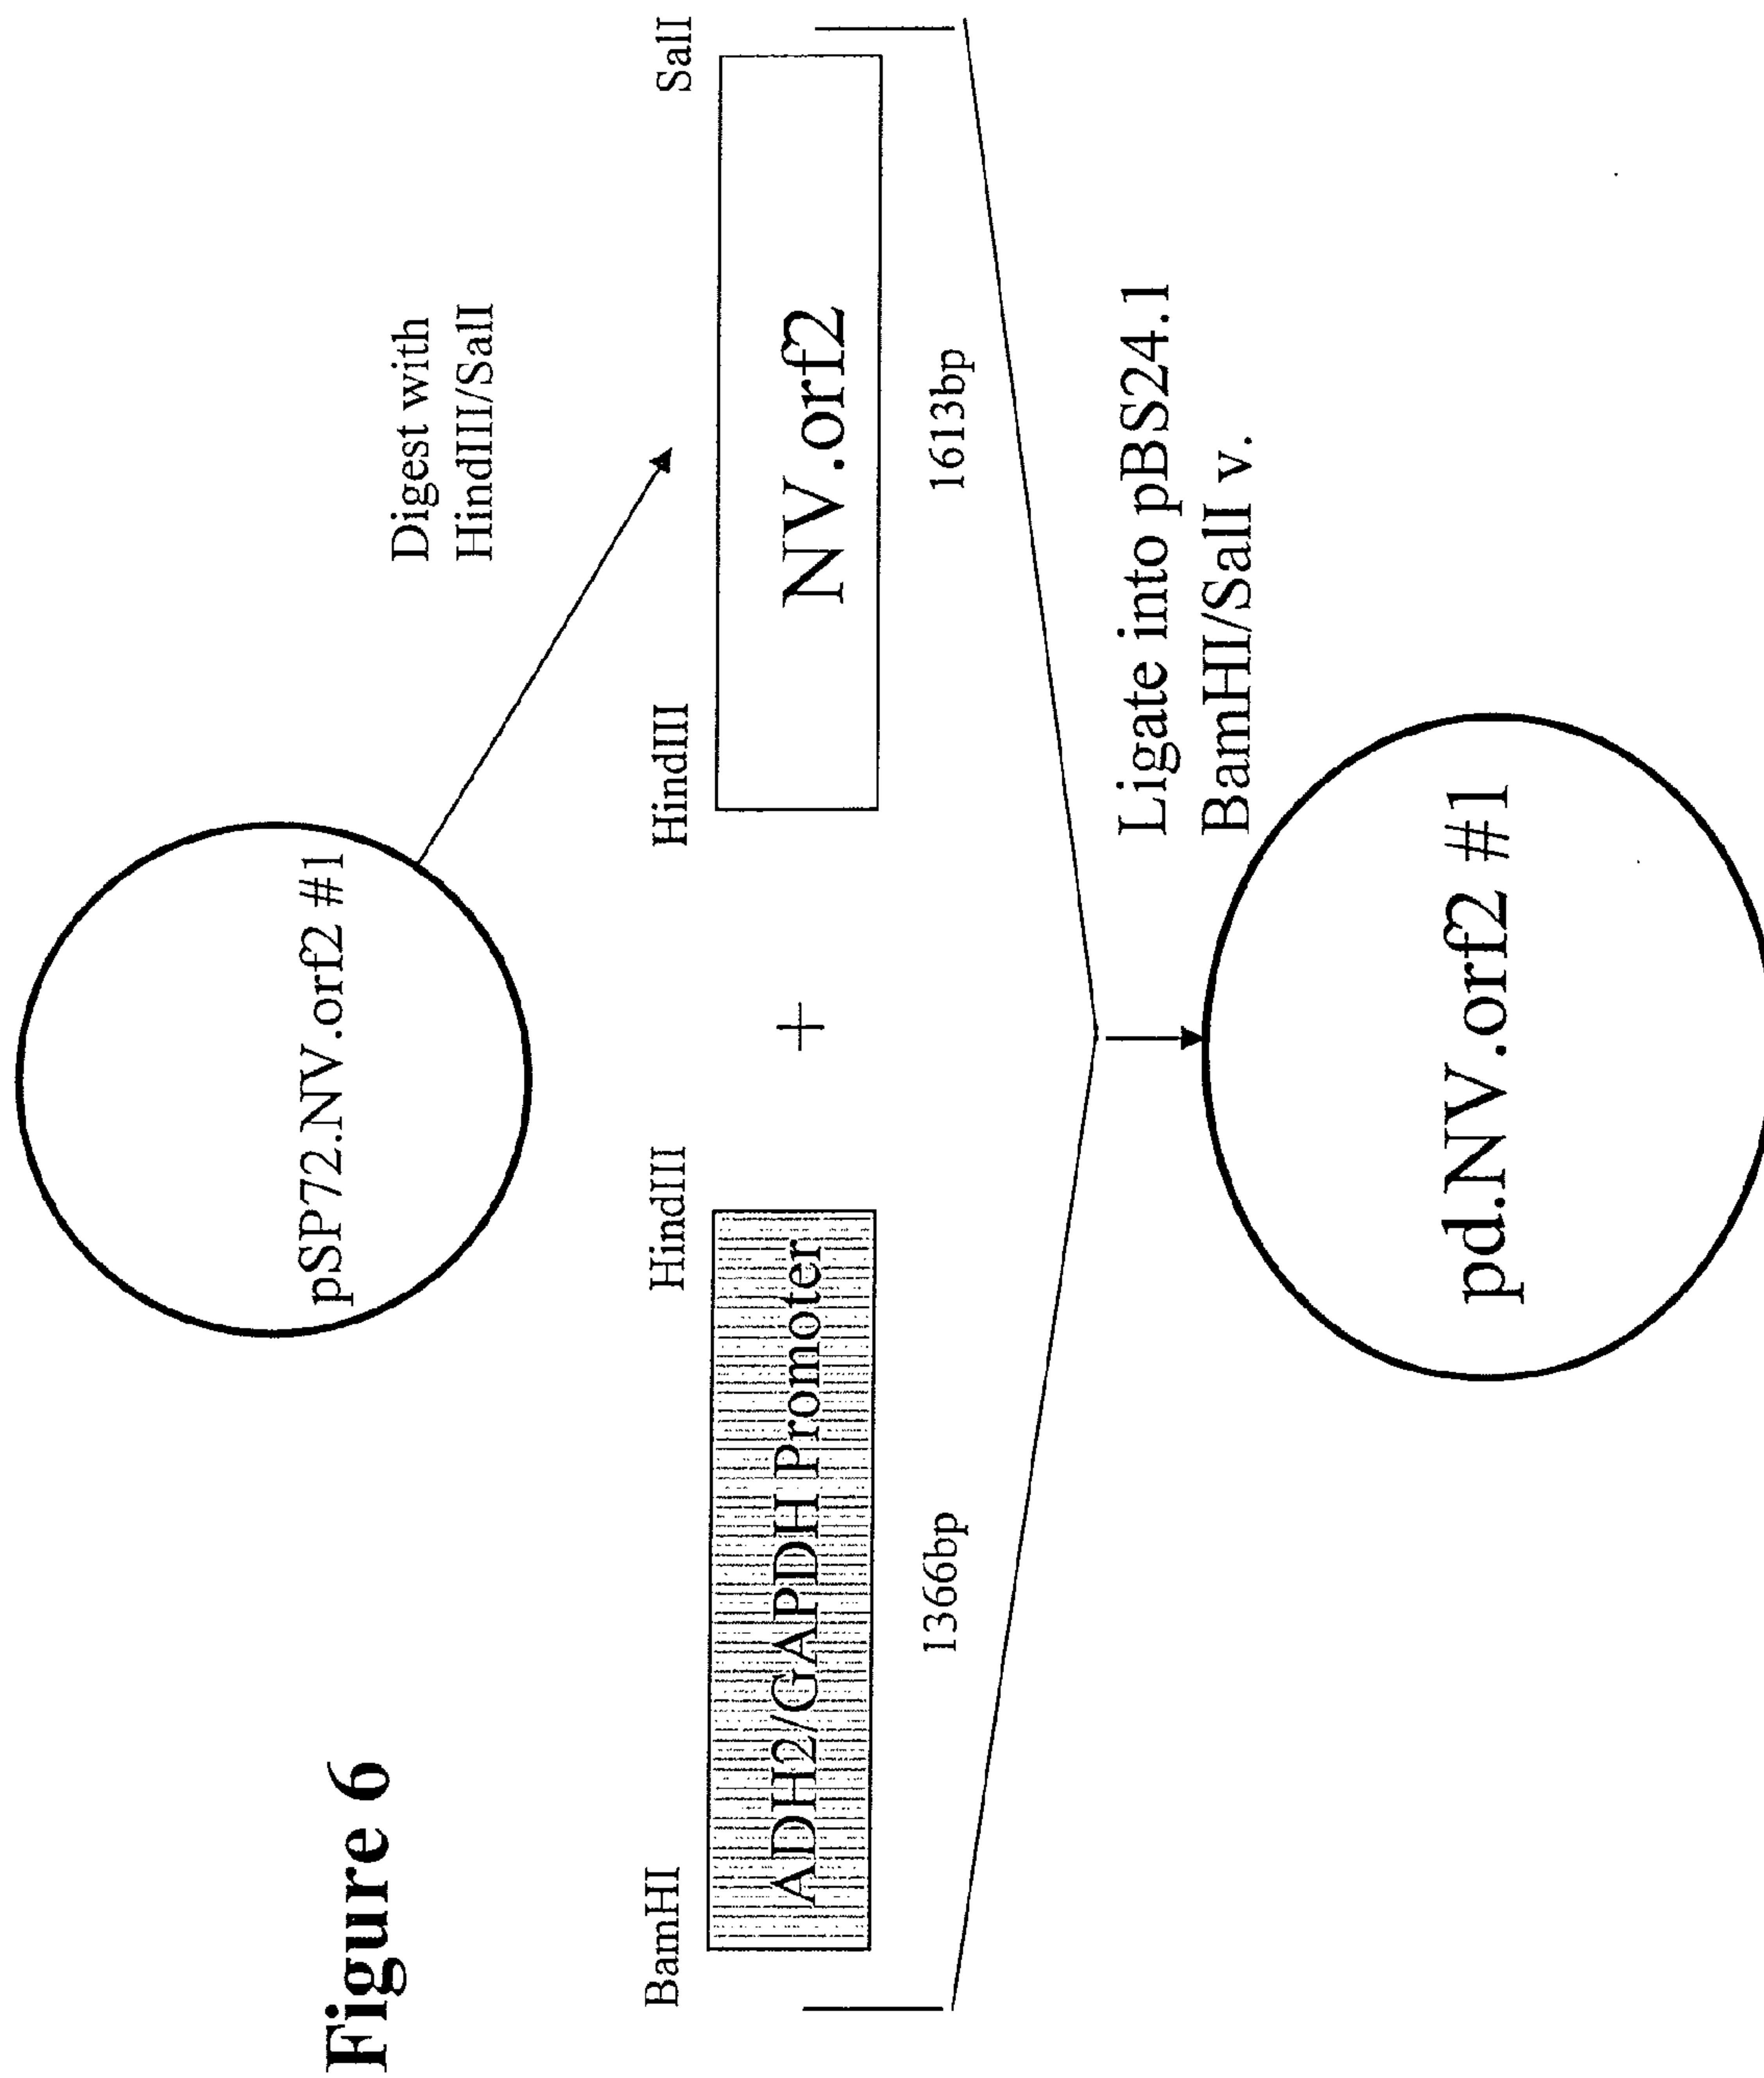 Figure 6
pSP72.NV.orf2 #1
Digest with
HindIII/SalI
BamHI
HindIII
HindIII
SalI
ADH2/GAPDH Promoter
+
NV.orf2
1366bp
1613bp
Ligate into pBS24.1
BamHI/SalI v.
pd.NV.orf2 #1